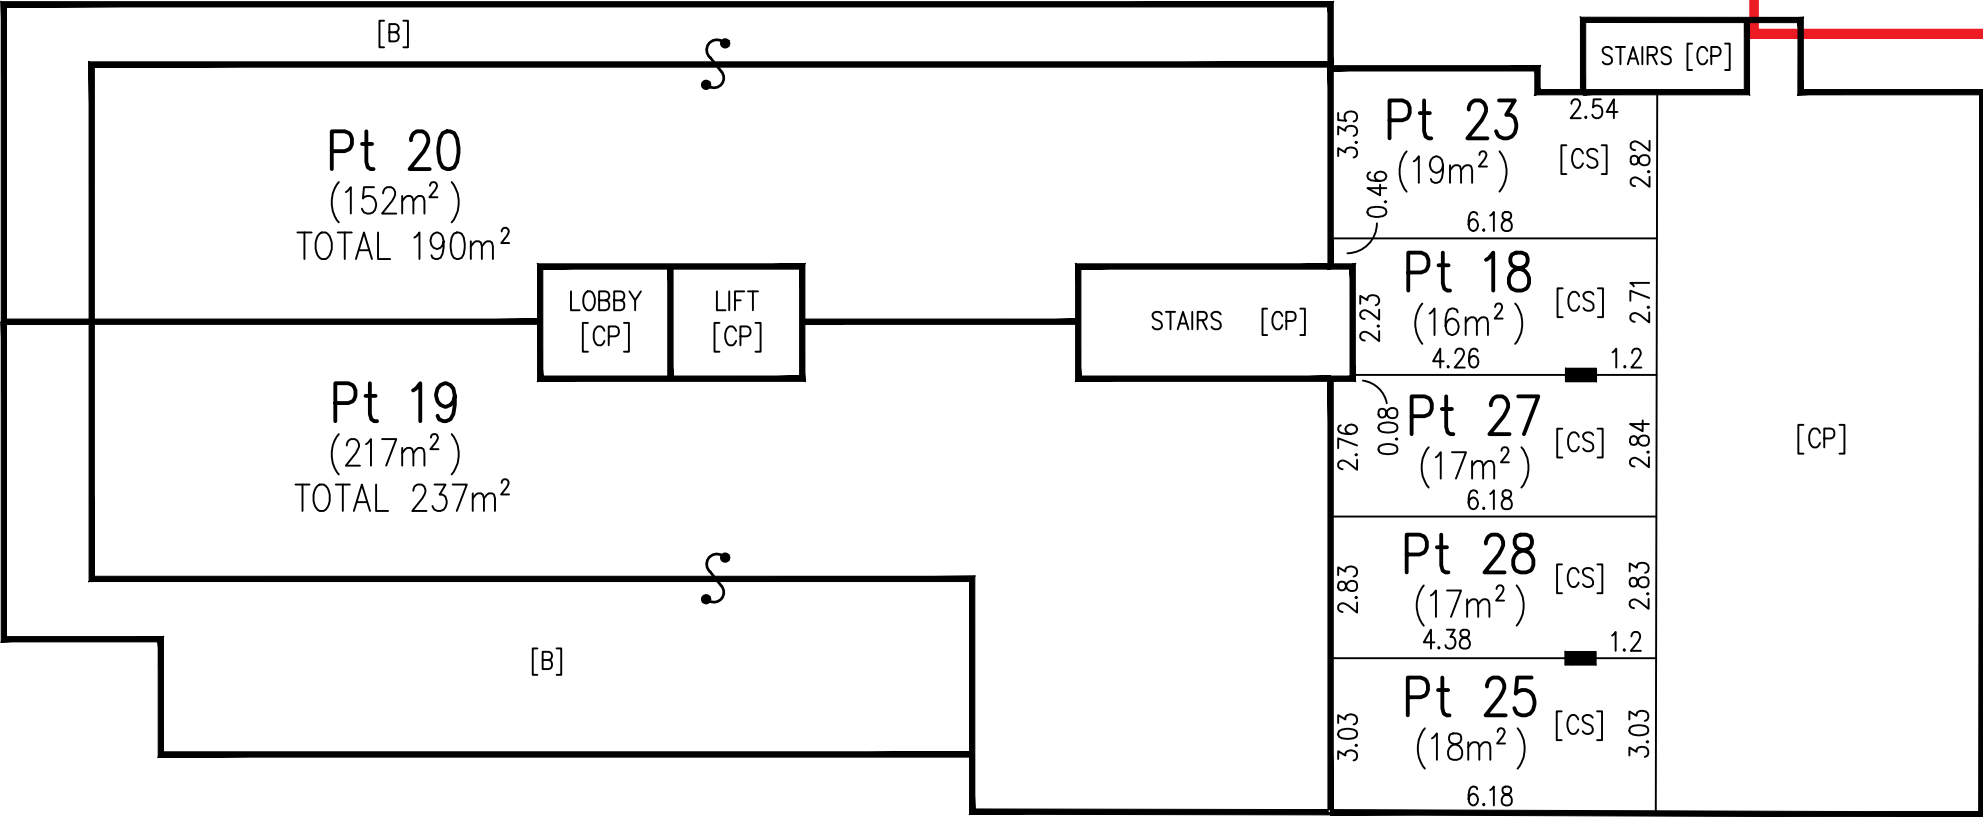 [B]
STAIRS [CP]
Pt 20
(152m²)
TOTAL 190m²
3.35
Pt 23
(19m²)
2.54
[CS]
2.82
0.46
6.18
LOBBY
[CP]
LIFT
[CP]
STAIRS [CP]
2.23
Pt 18
(16m²)
[CS]
2.71
4.26
1.2
Pt 19
(217m²)
TOTAL 237m²
2.76
0.08
Pt 27
(17m²)
[CS]
2.84
6.18
[CP]
2.83
Pt 28
(17m²)
[CS]
2.83
4.38
1.2
[B]
3.03
Pt 25
(18m²)
[CS]
3.03
6.18